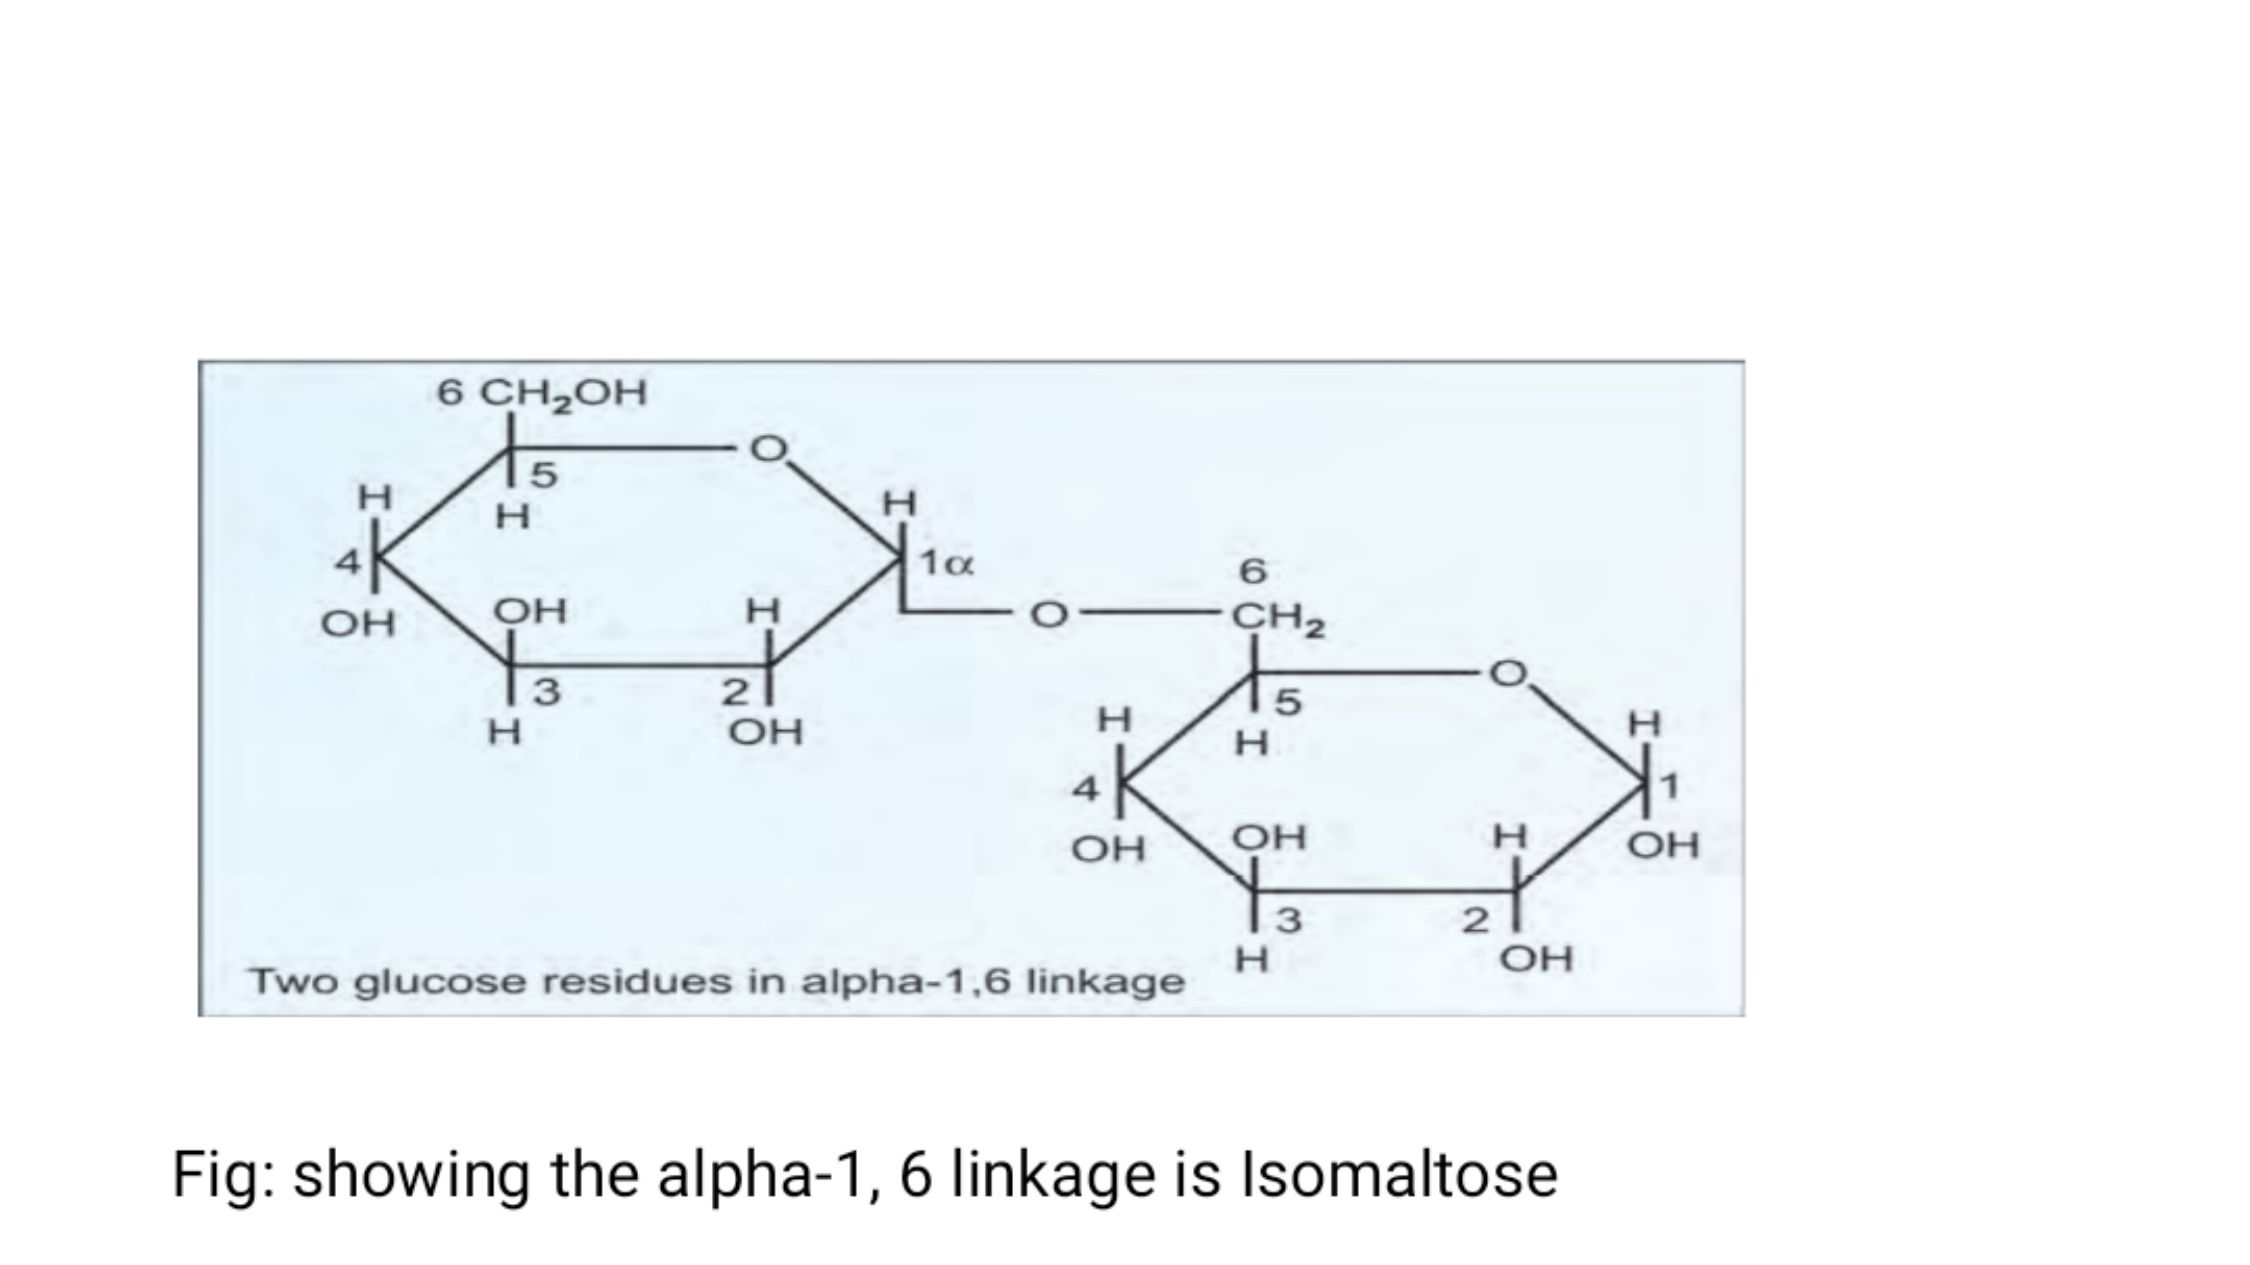 6 CH₂OH
O
5
H
H
H
4
1α
OH
OH
H
O
6
CH₂
3
2
H
OH
O
5
H
H
H
4
1
OH
OH
H
OH
3
2
H
OH
Two glucose residues in alpha-1,6 linkage
Fig: showing the alpha-1, 6 linkage is Isomaltose